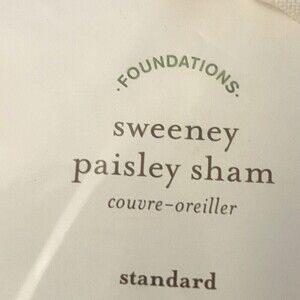 ·FOUNDATIONS·
sweeney
paisley sham
couvre-oreiller
standard